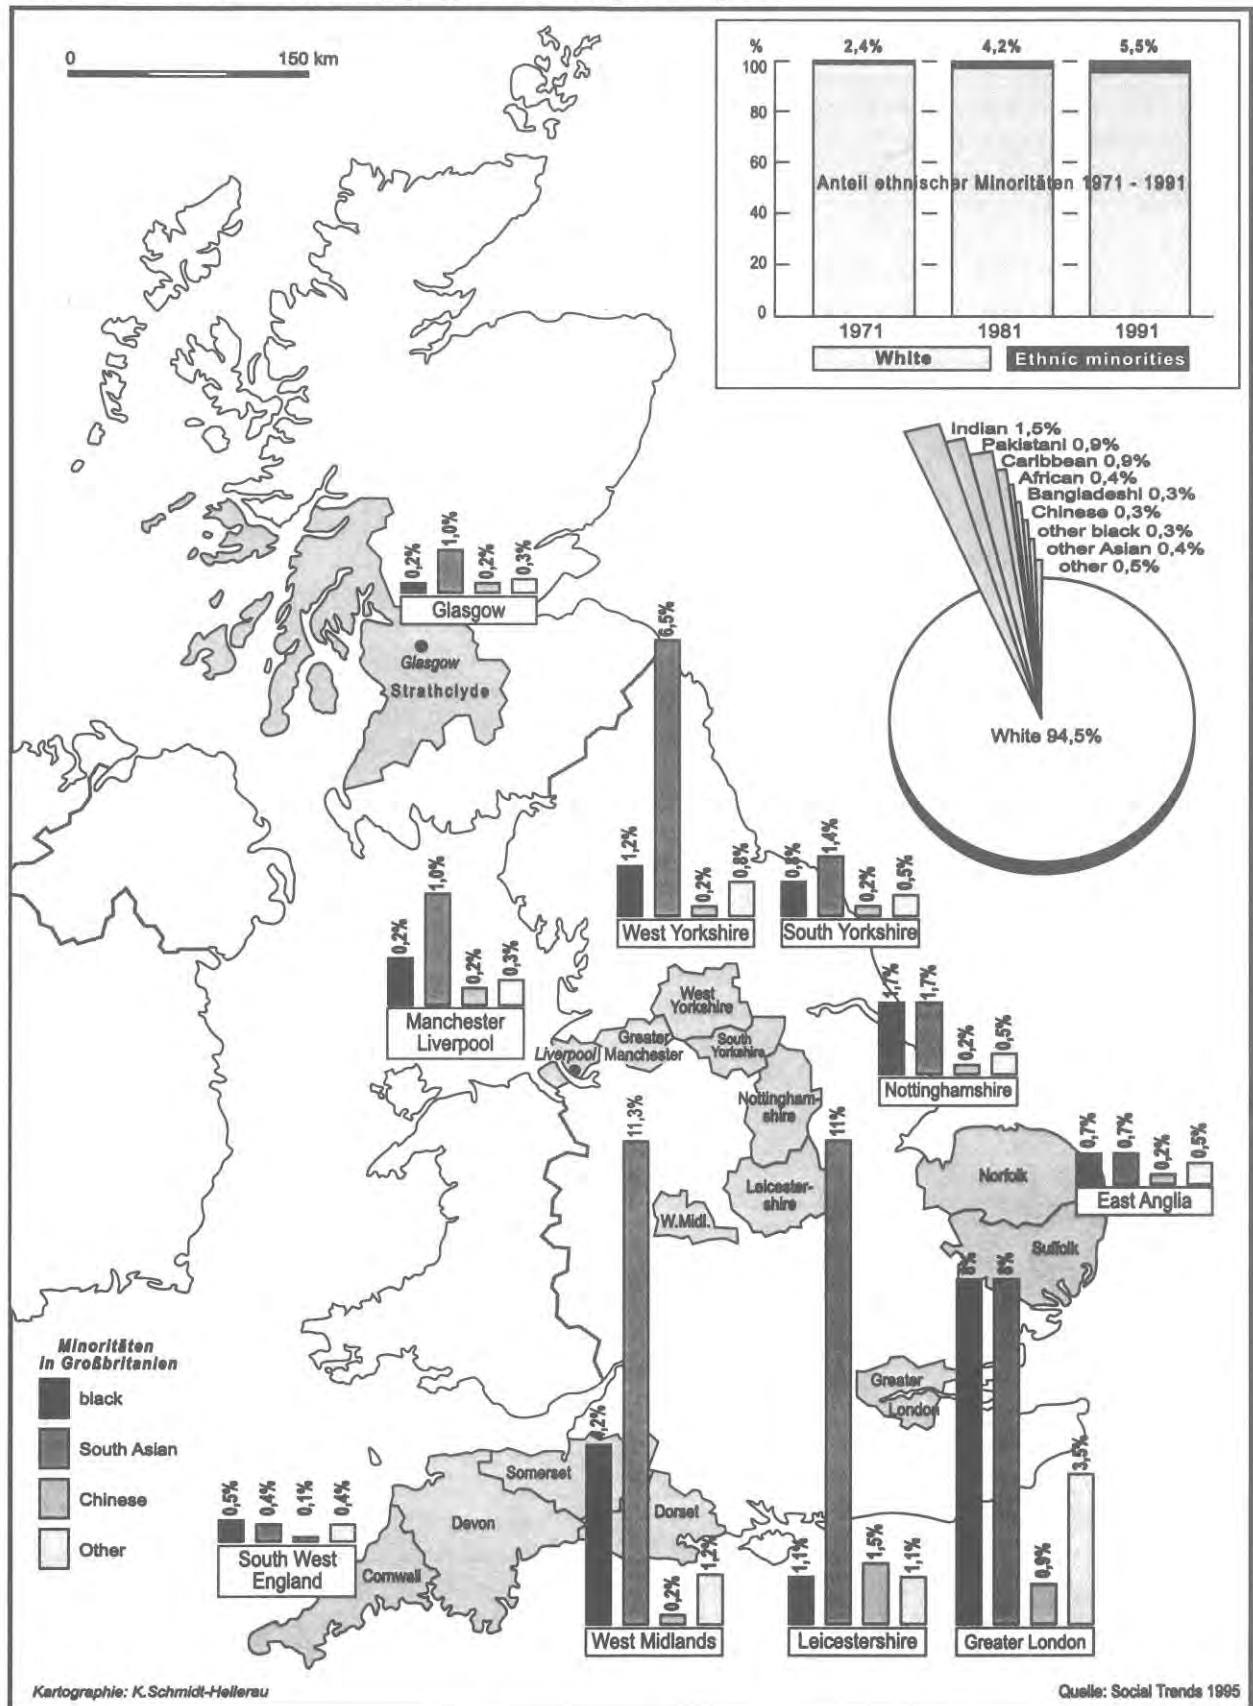 0 150 km
% 2,4% 4,2% 5,5%
100
80
60
40
20
0
Anteil ethnischer Minoritäten 1971 - 1991
1971 1981 1991
White Ethnic minorities
Indian 1,5%
Pakistani 0,9%
Caribbean 0,9%
African 0,4%
Bangladeshi 0,3%
Chinese 0,3%
other black 0,3%
other Asian 0,4%
other 0,5%
White 94,5%
0,2% 1,0% 0,2% 0,3%
Glasgow
Glasgow
Strathclyde
1,2% 6,5% 0,2% 0,8%
West Yorkshire
0,8% 1,4% 0,2% 0,5%
South Yorkshire
0,2% 1,0% 0,2% 0,3%
Manchester
Liverpool
1,7% 1,7% 0,2% 0,5%
Nottinghamshire
West
Yorkshire
Liverpool
Greater
Manchester
South
Yorkshire
Nottingham-
shire
Leicester-
shire
W.Midl.
Norfolk
Suffolk
0,7% 0,7% 0,2% 0,5%
East Anglia
Greater
London
Minoritäten
in Großbritanien
black
South Asian
Chinese
Other
Somerset
Devon
Dorset
Cornwall
0,5% 0,4% 0,1% 0,4%
South West
England
4,2% 11,3% 0,2% 1,2%
West Midlands
1,1% 11% 1,5% 1,1%
Leicestershire
8% 8% 0,9% 3,5%
Greater London
Kartographie: K.Schmidt-Hellerau
Quelle: Social Trends 1995